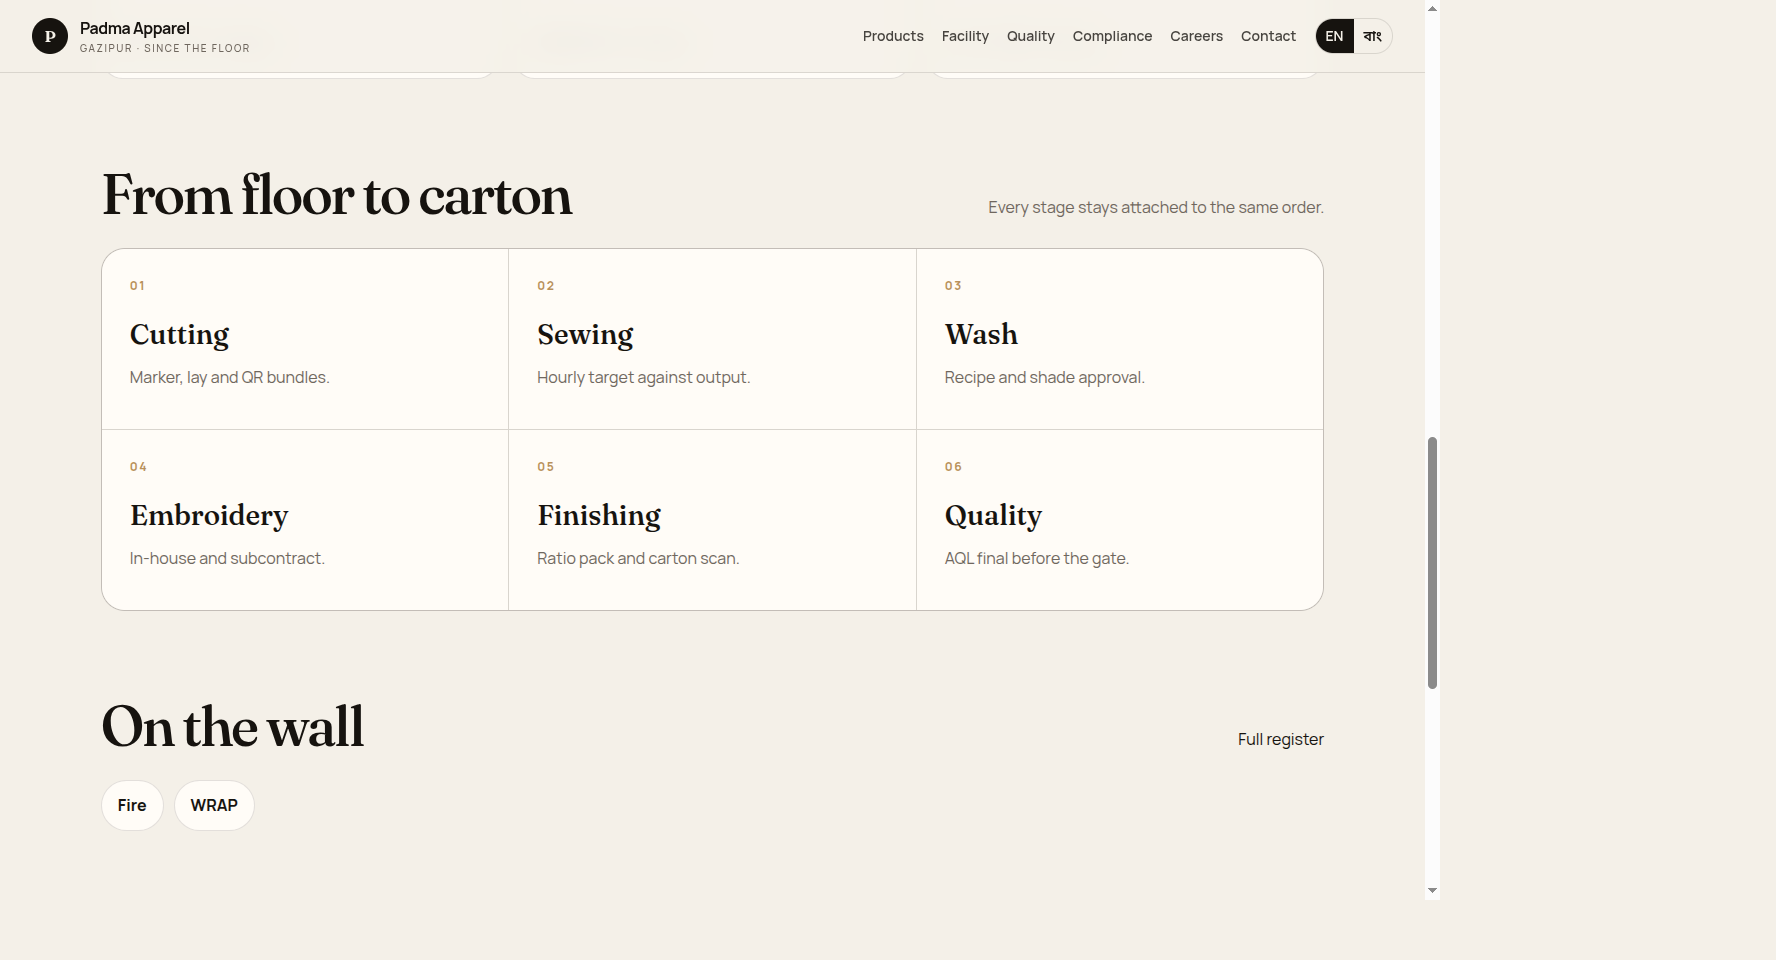 P
Padma Apparel
GAZIPUR · SINCE THE FLOOR
Products Facility Quality Compliance Careers Contact EN বাং
From floor to carton
Every stage stays attached to the same order.
01
Cutting
Marker, lay and QR bundles.
02
Sewing
Hourly target against output.
03
Wash
Recipe and shade approval.
04
Embroidery
In-house and subcontract.
05
Finishing
Ratio pack and carton scan.
06
Quality
AQL final before the gate.
On the wall
Full register
Fire
WRAP